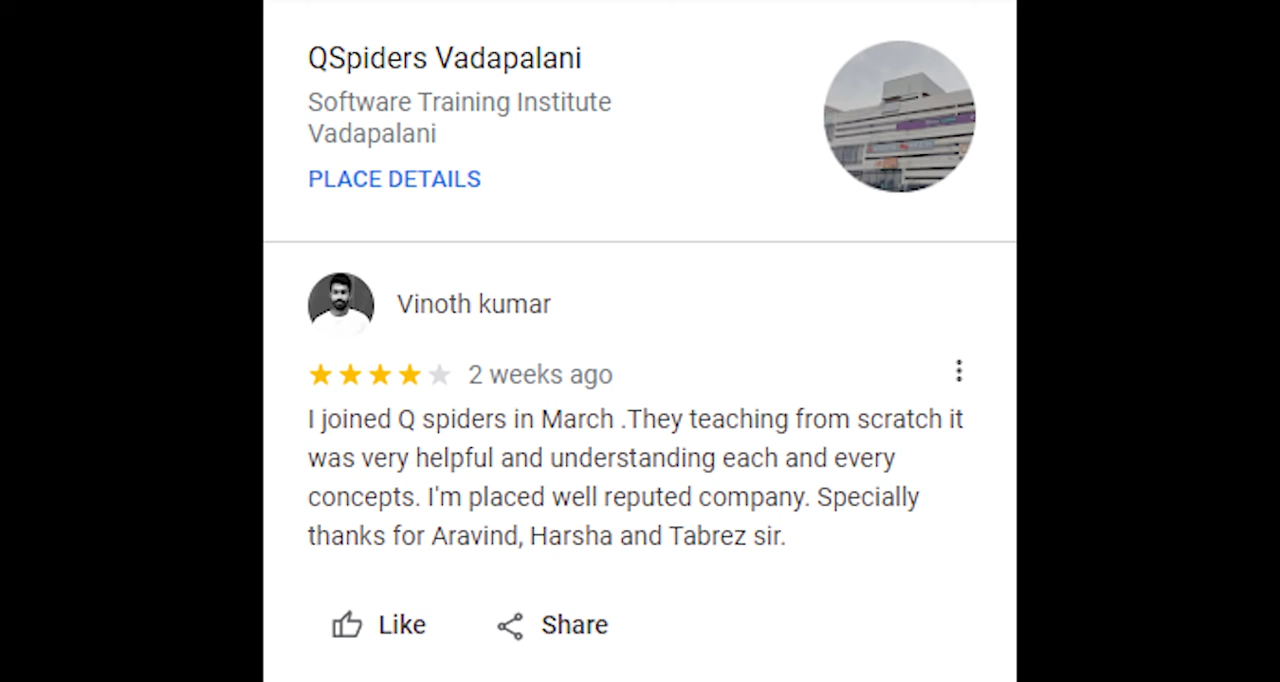 QSpiders Vadapalani
Software Training Institute
Vadapalani
PLACE DETAILS
Vinoth kumar
2 weeks ago
I joined Q spiders in March .They teaching from scratch it
was very helpful and understanding each and every
concepts. I'm placed well reputed company. Specially
thanks for Aravind, Harsha and Tabrez sir.
Like
Share